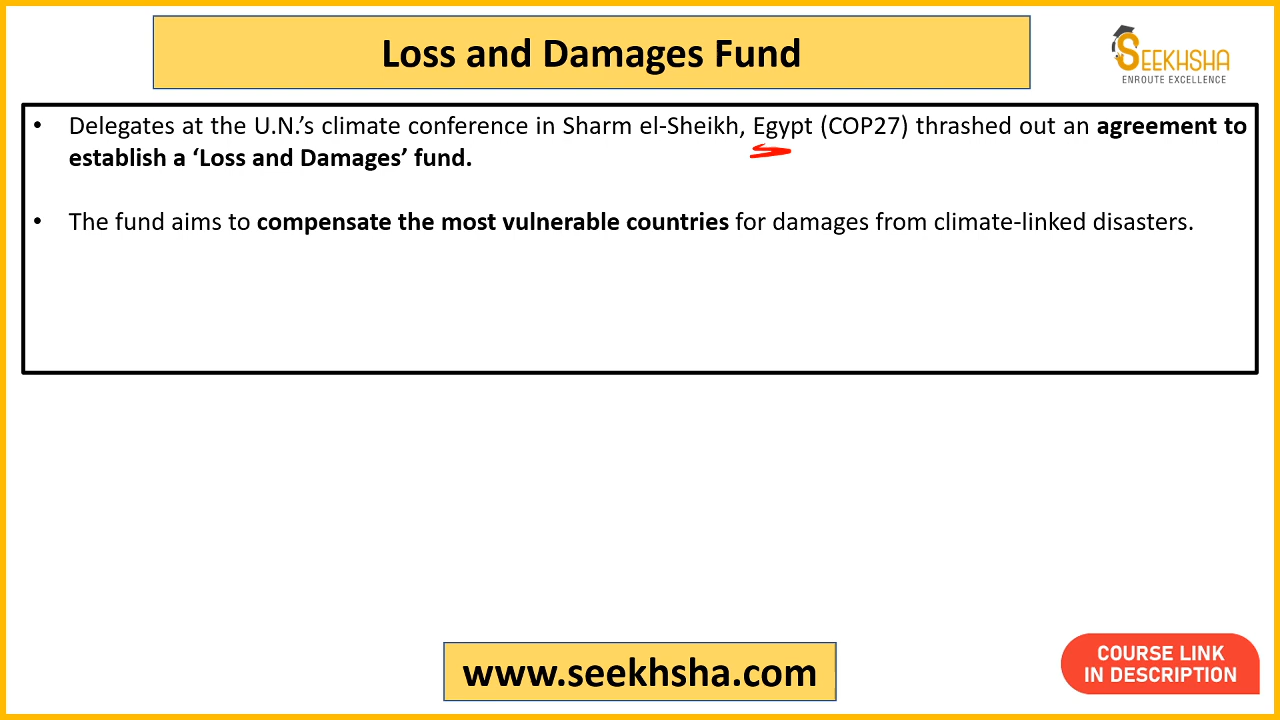 Loss and Damages Fund
SEEKHSHA
ENROUTE EXCELLENCE
• Delegates at the U.N.’s climate conference in Sharm el-Sheikh, Egypt (COP27) thrashed out an agreement to
establish a ‘Loss and Damages’ fund.
• The fund aims to compensate the most vulnerable countries for damages from climate-linked disasters.
www.seekhsha.com
COURSE LINK
IN DESCRIPTION